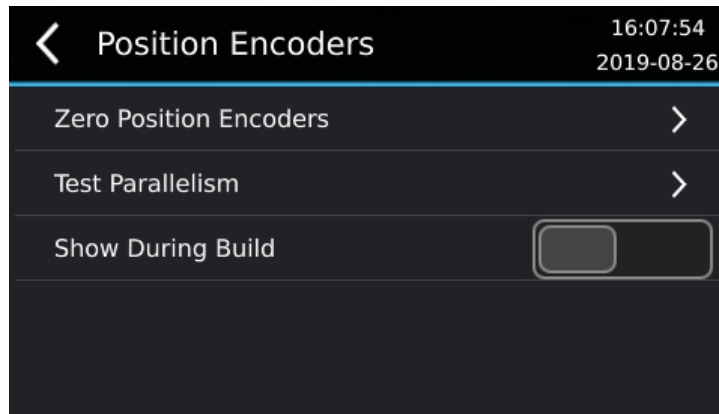 Position Encoders
16:07:54
2019-08-26
Zero Position Encoders
Test Parallelism
Show During Build